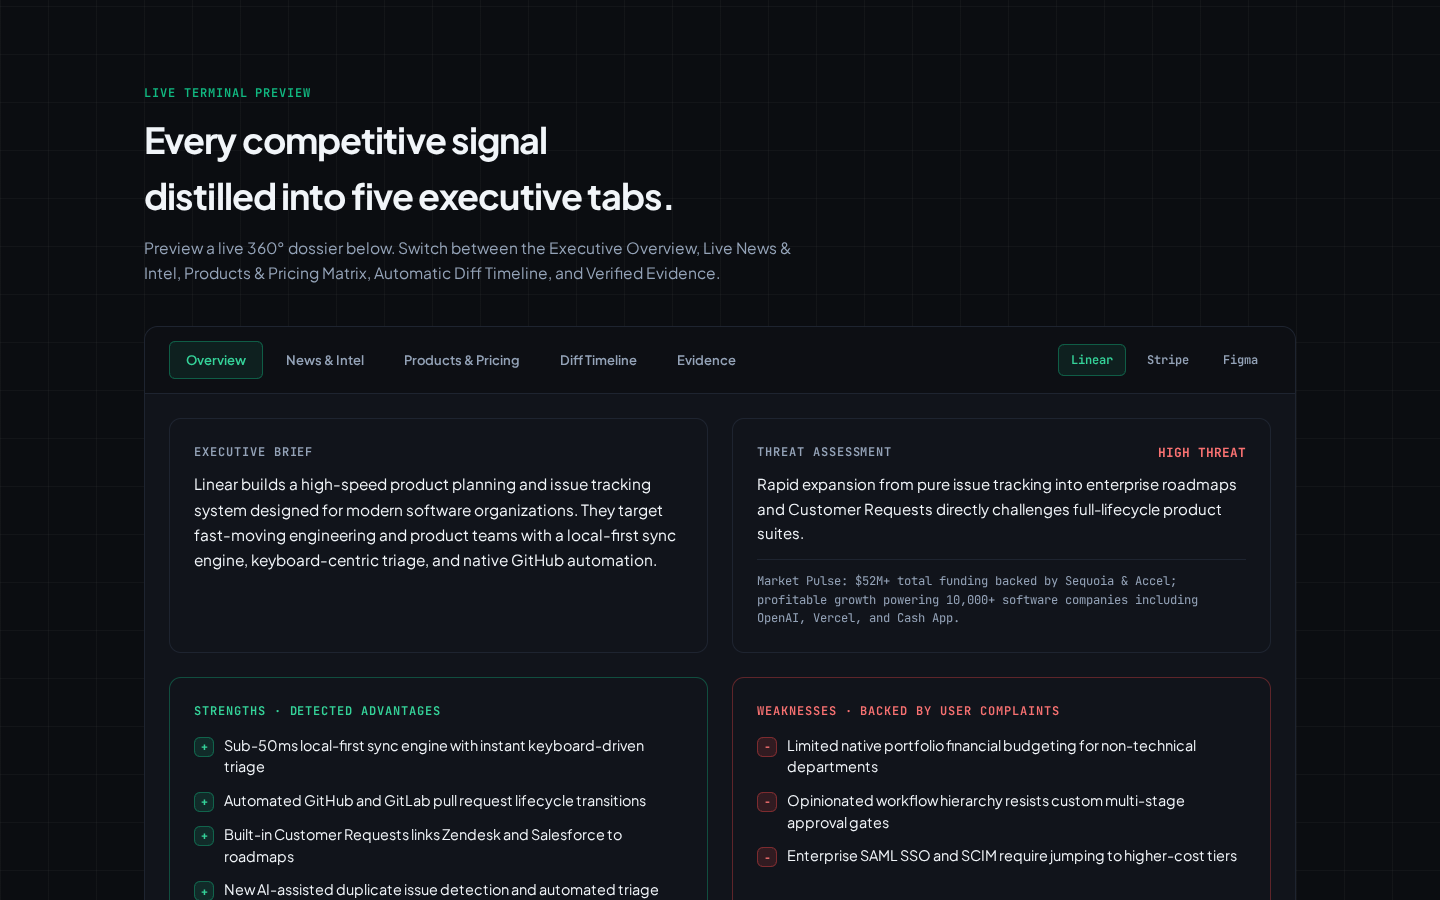 LIVE TERMINAL PREVIEW
Every competitive signal
distilled into five executive tabs.
Preview a live 360° dossier below. Switch between the Executive Overview, Live News &
Intel, Products & Pricing Matrix, Automatic Diff Timeline, and Verified Evidence.
Overview News & Intel Products & Pricing Diff Timeline Evidence Linear Stripe Figma
EXECUTIVE BRIEF
Linear builds a high-speed product planning and issue tracking
system designed for modern software organizations. They target
fast-moving engineering and product teams with a local-first sync
engine, keyboard-centric triage, and native GitHub automation.
THREAT ASSESSMENT HIGH THREAT
Rapid expansion from pure issue tracking into enterprise roadmaps
and Customer Requests directly challenges full-lifecycle product
suites.
Market Pulse: $52M+ total funding backed by Sequoia & Accel;
profitable growth powering 10,000+ software companies including
OpenAI, Vercel, and Cash App.
STRENGTHS · DETECTED ADVANTAGES
+ Sub-50ms local-first sync engine with instant keyboard-driven
triage
+ Automated GitHub and GitLab pull request lifecycle transitions
+ Built-in Customer Requests links Zendesk and Salesforce to
roadmaps
+ New AI-assisted duplicate issue detection and automated triage
WEAKNESSES · BACKED BY USER COMPLAINTS
- Limited native portfolio financial budgeting for non-technical
departments
- Opinionated workflow hierarchy resists custom multi-stage
approval gates
- Enterprise SAML SSO and SCIM require jumping to higher-cost tiers